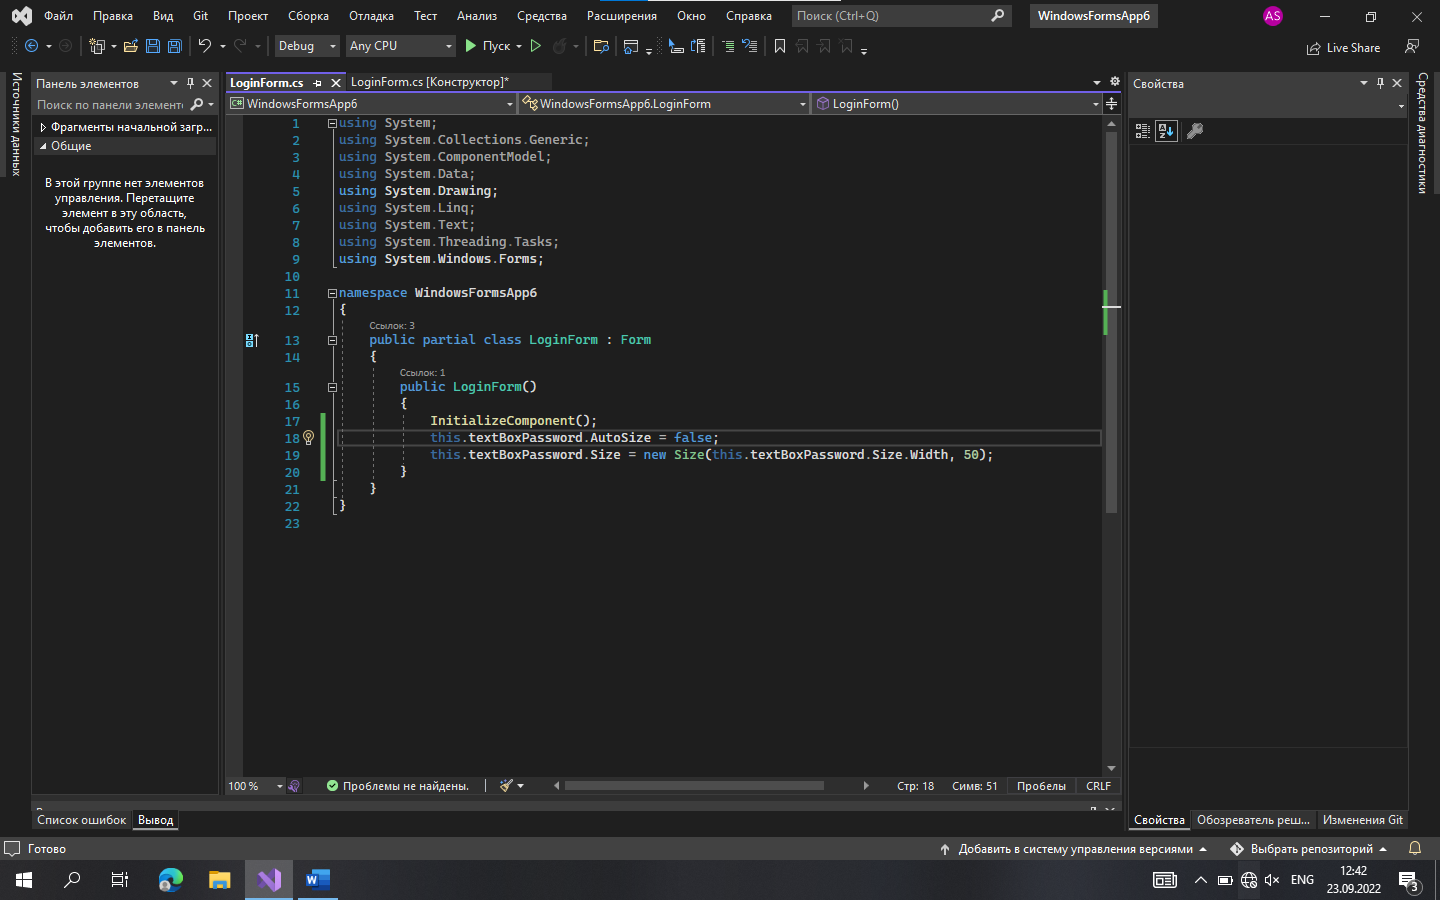 Файл Правка Вид Git Проект Сборка Отладка Тест Анализ Средства Расширения Окно Справка Поиск (Ctrl+Q) WindowsFormsApp6 AS
Debug Any CPU Пуск Live Share
Источники данных
Панель элементов
Поиск по панели элементо
Фрагменты начальной загр...
Общие
В этой группе нет элементов
управления. Перетащите
элемент в эту область,
чтобы добавить его в панель
элементов.
LoginForm.cs LoginForm.cs [Конструктор]*
C# WindowsFormsApp6 WindowsFormsApp6.LoginForm LoginForm()
1 using System;
2 using System.Collections.Generic;
3 using System.ComponentModel;
4 using System.Data;
5 using System.Drawing;
6 using System.Linq;
7 using System.Text;
8 using System.Threading.Tasks;
9 using System.Windows.Forms;
10
11 namespace WindowsFormsApp6
12 {
Ссылок: 3
13 public partial class LoginForm : Form
14 {
Ссылок: 1
15 public LoginForm()
16 {
17 InitializeComponent();
18 this.textBoxPassword.AutoSize = false;
19 this.textBoxPassword.Size = new Size(this.textBoxPassword.Size.Width, 50);
20 }
21 }
22 }
23
100 % Проблемы не найдены. Стр: 18 Симв: 51 Пробелы CRLF
Список ошибок Вывод
Свойства
Средства диагностики
Свойства Обозреватель реш... Изменения Git
Готово Добавить в систему управления версиями Выбрать репозиторий
ENG 12:42
23.09.2022
3